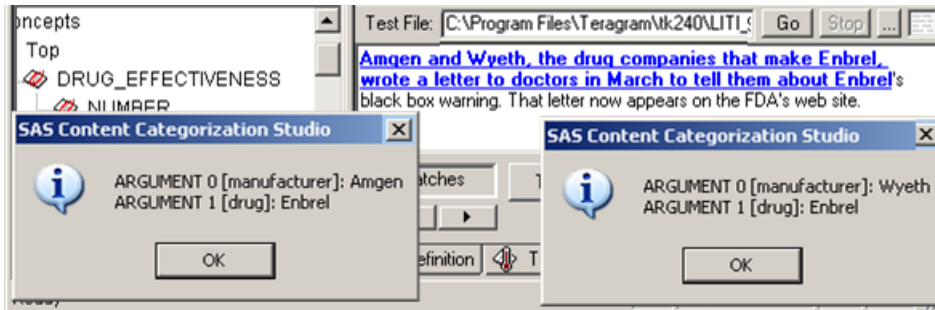 Test File: C:\Program Files\Teragram\tk240\LITI_ Go Stop ...
Top
DRUG_EFFECTIVENESS
NUMBER
Amgen and Wyeth, the drug companies that make Enbrel,
wrote a letter to doctors in March to tell them about Enbrel's
black box warning. That letter now appears on the FDA's web site.
SAS Content Categorization Studio
ARGUMENT 0 [manufacturer]: Amgen
ARGUMENT 1 [drug]: Enbrel
OK
SAS Content Categorization Studio
ARGUMENT 0 [manufacturer]: Wyeth
ARGUMENT 1 [drug]: Enbrel
OK